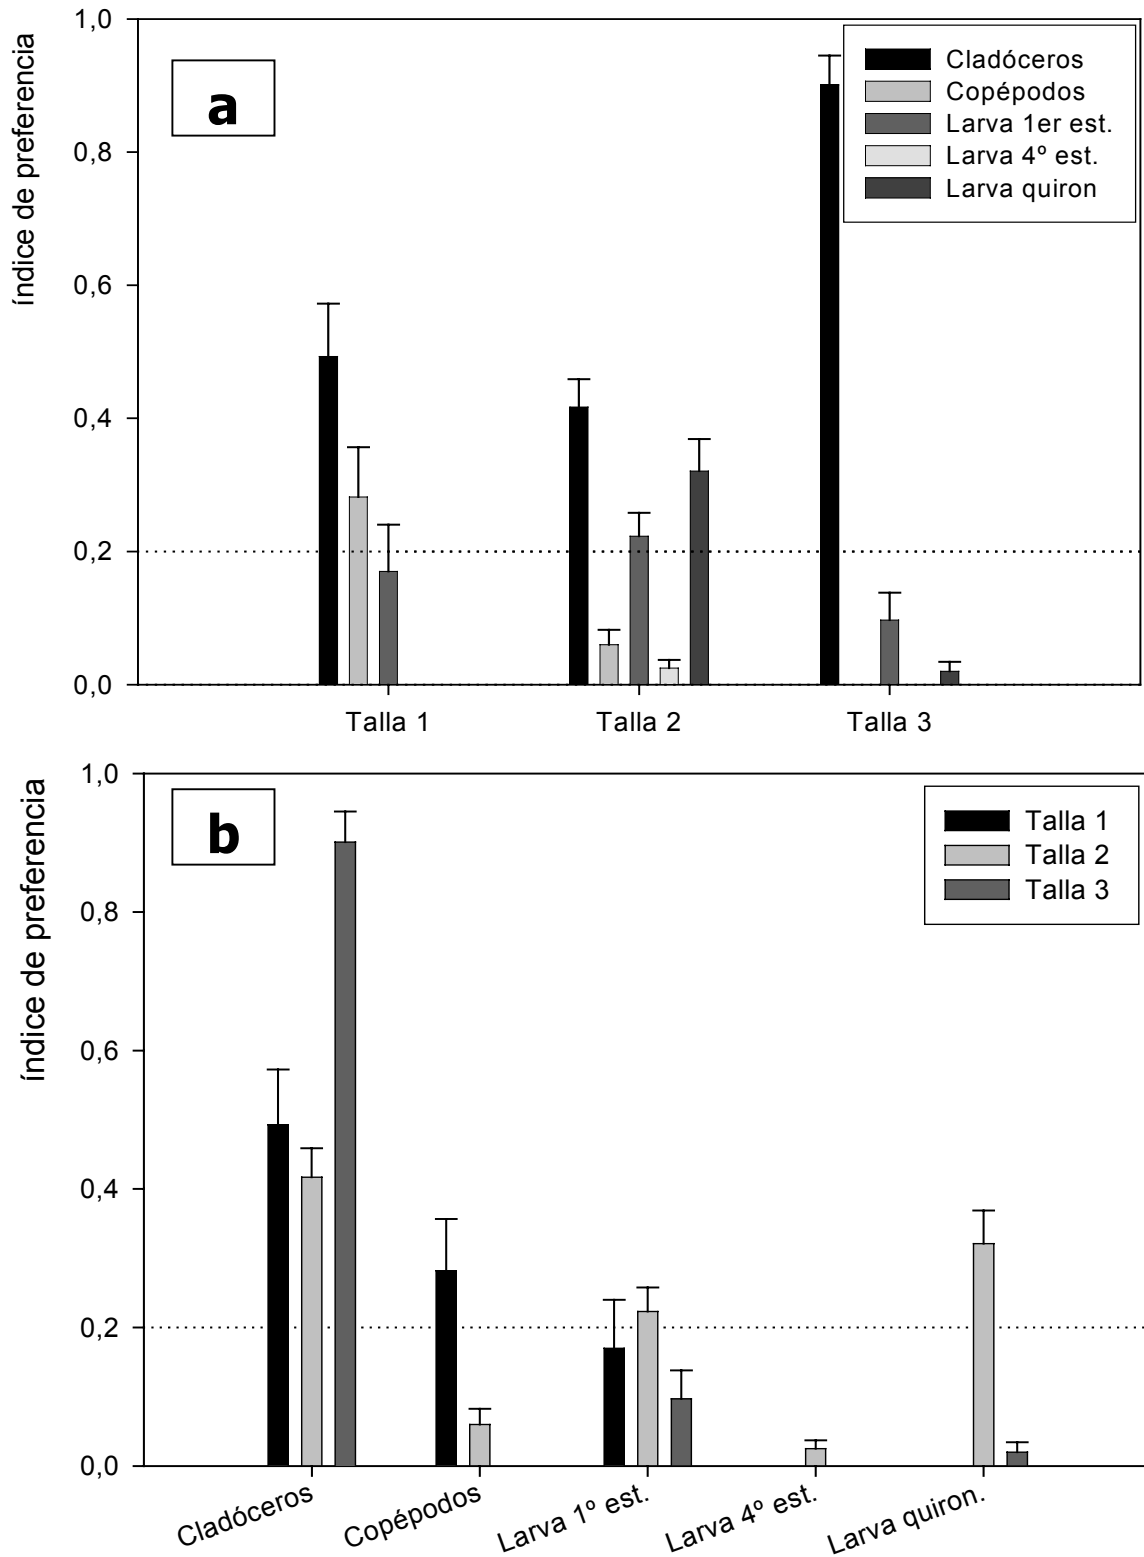 1,0
0,8
0,6
0,4
0,2
0,0
índice de preferencia
a
Cladóceros
Copépodos
Larva 1er est.
Larva 4º est.
Larva quiron
Talla 1 Talla 2 Talla 3
1,0
0,8
0,6
0,4
0,2
0,0
índice de preferencia
b
Talla 1
Talla 2
Talla 3
Cladóceros
Copépodos
Larva 1º est.
Larva 4º est.
Larva quiron.